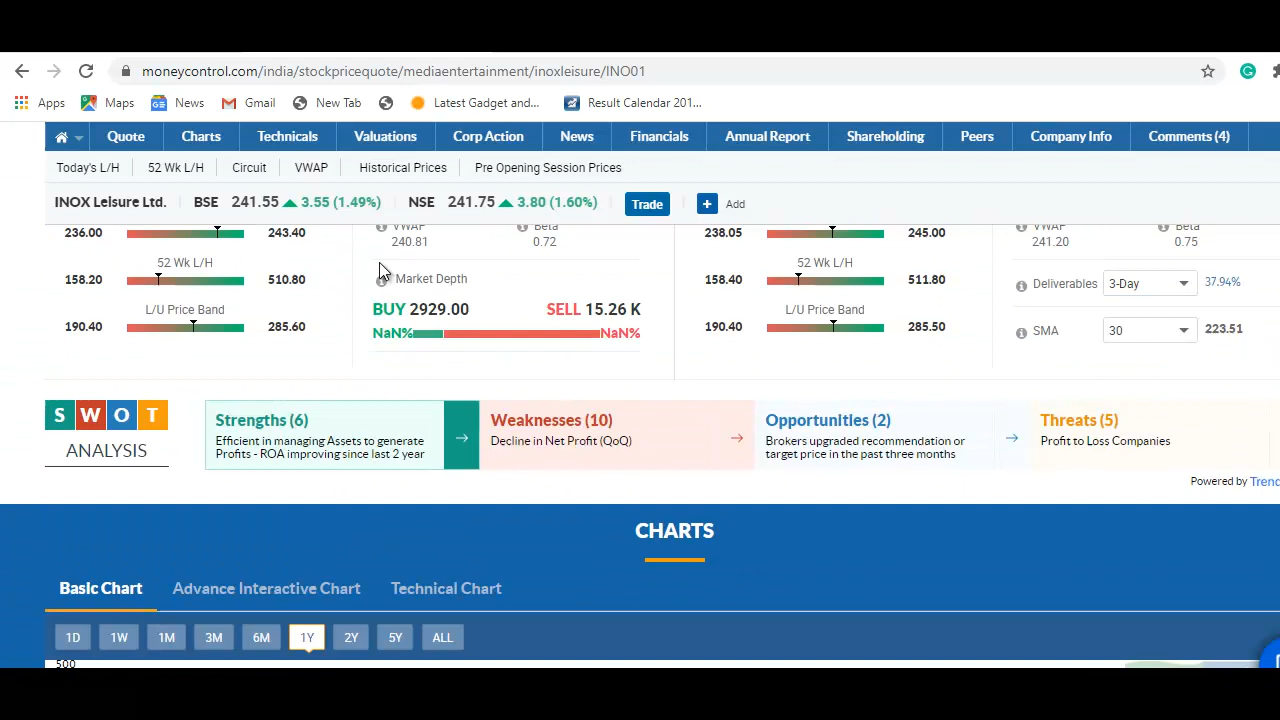 moneycontrol.com/india/stockpricequote/mediaentertainment/inoxleisure/INO01
Apps Maps News Gmail New Tab Latest Gadget and... Result Calendar 201...
Quote Charts Technicals Valuations Corp Action News Financials Annual Report Shareholding Peers Company Info Comments (4)
Today's L/H 52 Wk L/H Circuit VWAP Historical Prices Pre Opening Session Prices
INOX Leisure Ltd. BSE 241.55 3.55 (1.49%) NSE 241.75 3.80 (1.60%) Trade + Add
VWAP Beta VWAP Beta
236.00 243.40 240.81 0.72 238.05 245.00 241.20 0.75
52 Wk L/H 52 Wk L/H
158.20 510.80 Market Depth 158.40 511.80 Deliverables 3-Day 37.94%
L/U Price Band BUY 2929.00 SELL 15.26 K L/U Price Band
190.40 285.60 NaN% NaN% 190.40 285.50 SMA 30 223.51
S W O T
ANALYSIS
Strengths (6)
Efficient in managing Assets to generate
Profits - ROA improving since last 2 year
Weaknesses (10)
Decline in Net Profit (QoQ)
Opportunities (2)
Brokers upgraded recommendation or
target price in the past three months
Threats (5)
Profit to Loss Companies
Powered by Trend
CHARTS
Basic Chart Advance Interactive Chart Technical Chart
1D 1W 1M 3M 6M 1Y 2Y 5Y ALL
500